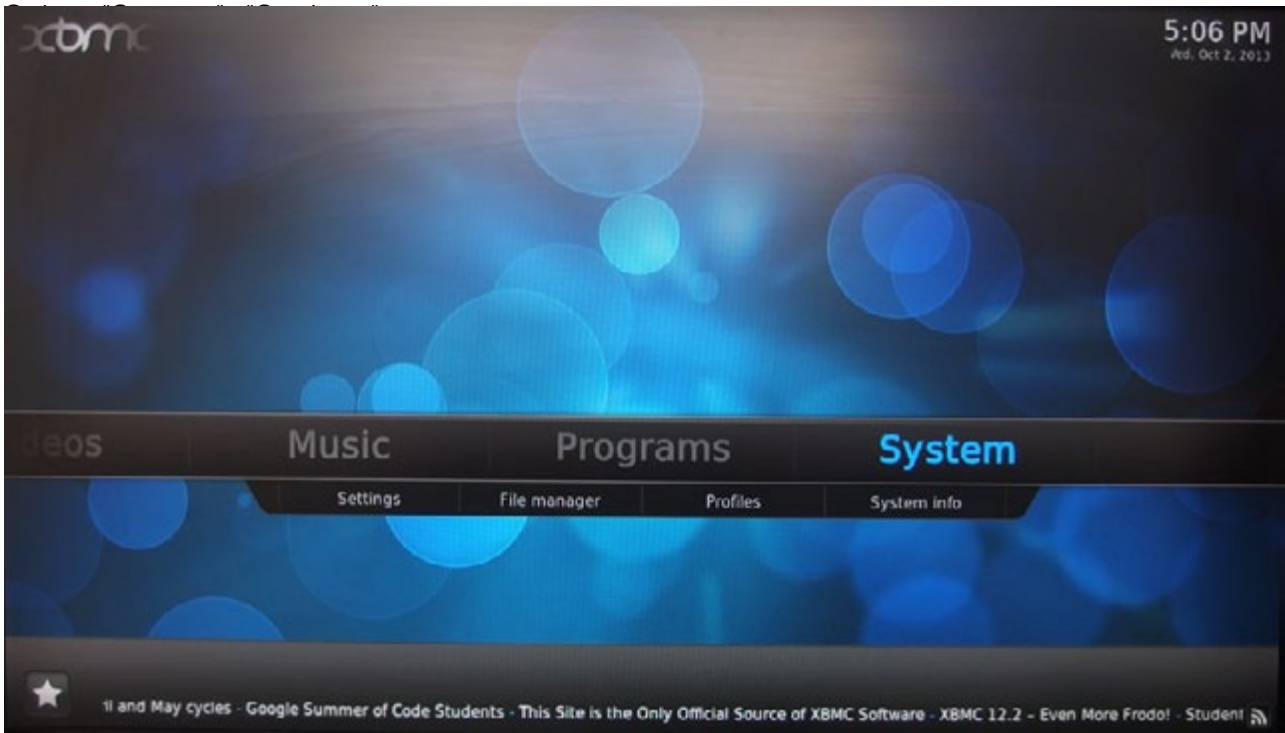 xbmc
5:06 PM
Wed, Oct 2, 2013
deos
Music
Programs
System
Settings
File manager
Profiles
System info
il and May cycles - Google Summer of Code Students - This Site is the Only Official Source of XBMC Software - XBMC 12.2 - Even More Frodo! - Student